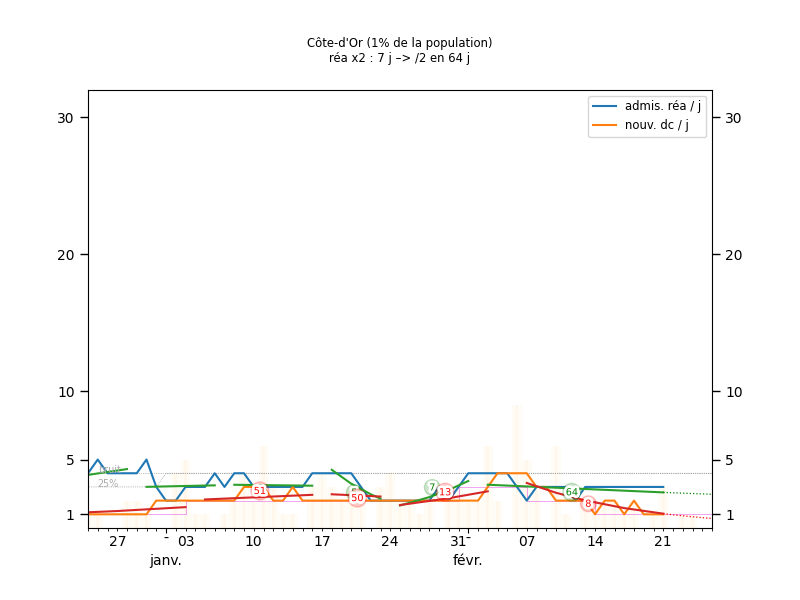 Côte-d'Or (1% de la population)
réa x2 : 7 j –> /2 en 64 j
admis. réa / j
nouv. dc / j
30 30
20 20
10 10
5 5
1 1
bruit
25%
51
50
7
13
64
8
27 03 10 17 24 31 07 14 21
janv. févr.